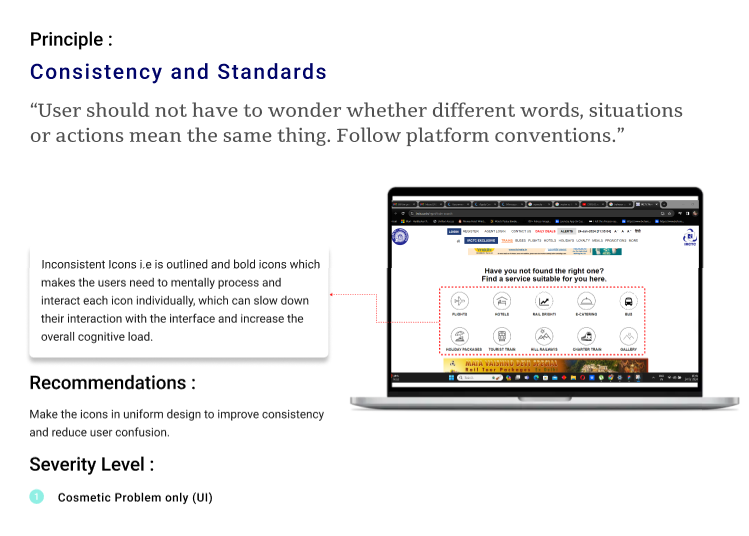 Principle :
Consistency and Standards
“User should not have to wonder whether different words, situations
or actions mean the same thing. Follow platform conventions.”
Inconsistent Icons i.e is outlined and bold icons which
makes the users need to mentally process and
interact each icon individually, which can slow down
their interaction with the interface and increase the
overall cognitive load.
Recommendations :
Make the icons in uniform design to improve consistency
and reduce user confusion.
Severity Level :
1 Cosmetic Problem only (UI)
LOGIN REGISTER AGENT LOGIN CONTACT US DAILY DEALS ALERTS
IRCTC EXCLUSIVE TRAINS BUSES FLIGHTS HOTELS HOLIDAYS LOYALTY MEALS PROMOTIONS MORE
Have you not found the right one?
Find a service suitable for you here.
FLIGHTS HOTELS RAIL DRISHTI E-CATERING BUS
HOLIDAY PACKAGES TOURIST TRAIN HILL RAILWAYS CHARTER TRAIN GALLERY
MATA VAISHNO DEVI SPECIAL